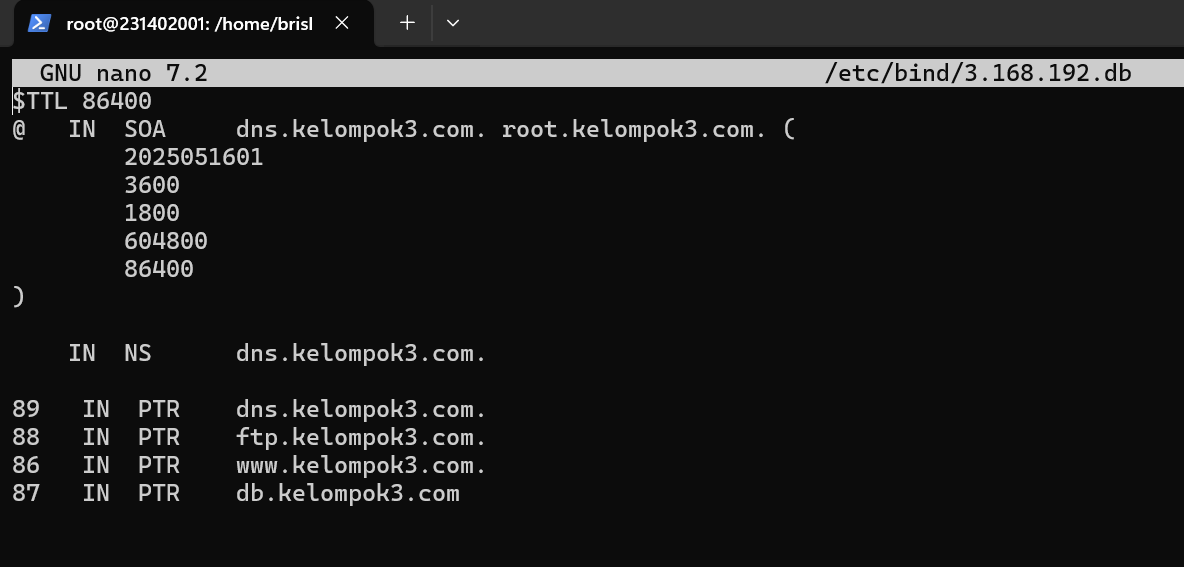 root@231402001: /home/brisl
GNU nano 7.2 /etc/bind/3.168.192.db
$TTL 86400
@ IN SOA dns.kelompok3.com. root.kelompok3.com. (
2025051601
3600
1800
604800
86400
)
IN NS dns.kelompok3.com.
89 IN PTR dns.kelompok3.com.
88 IN PTR ftp.kelompok3.com.
86 IN PTR www.kelompok3.com.
87 IN PTR db.kelompok3.com